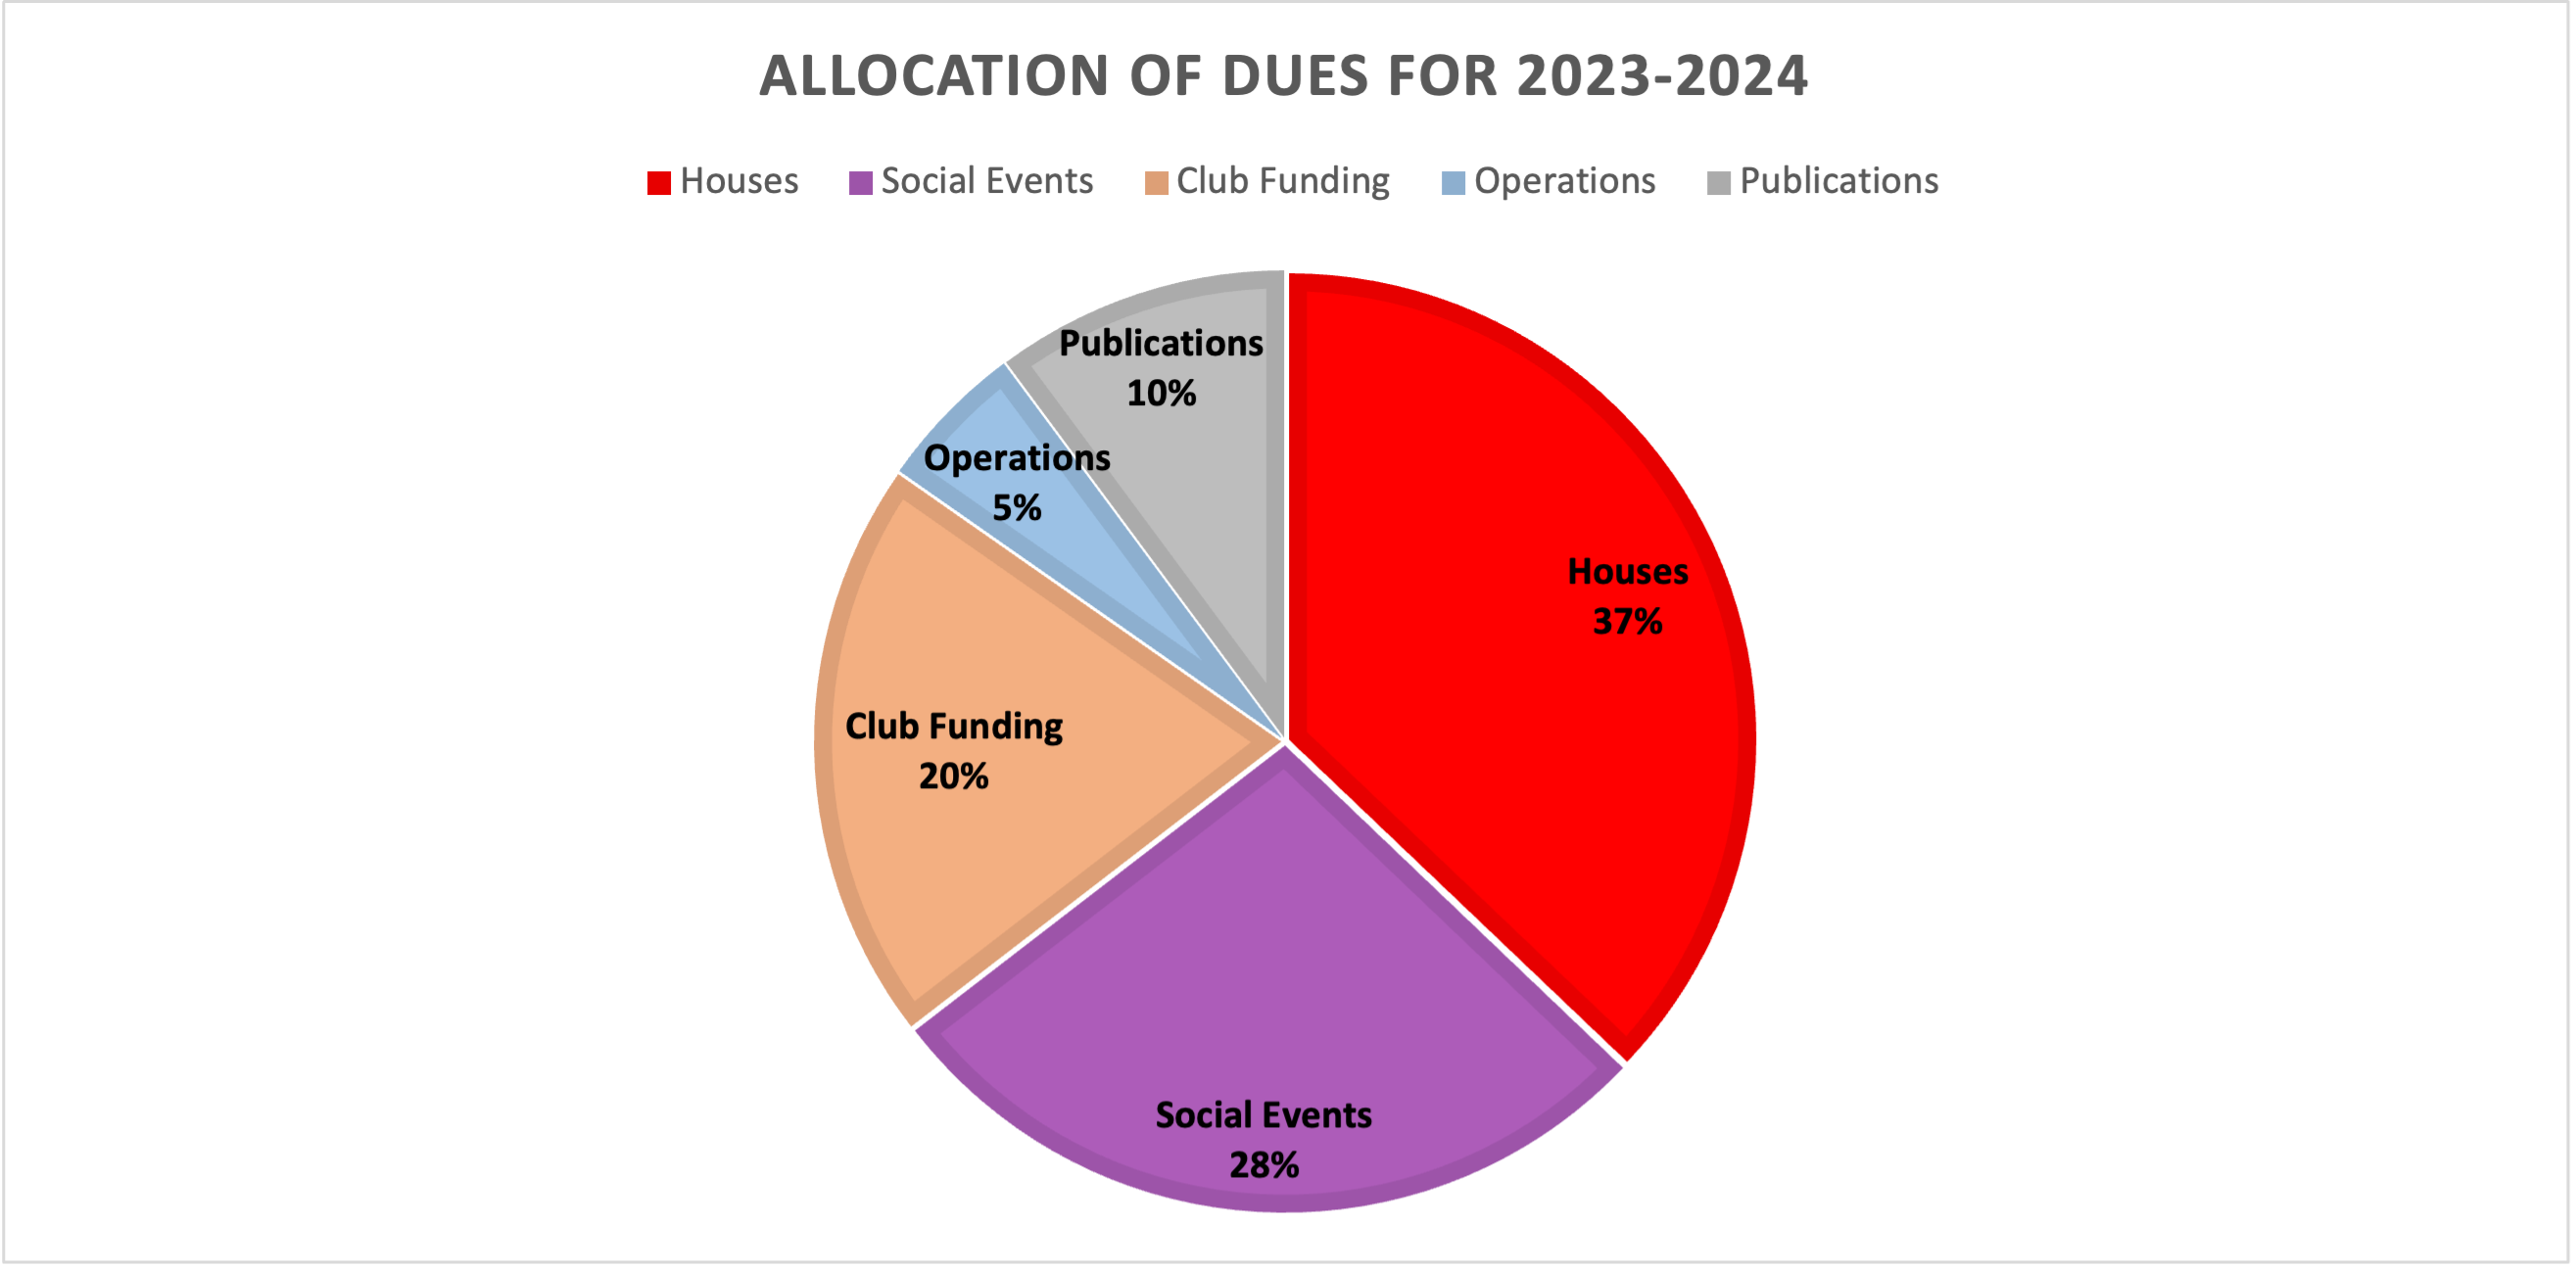 ALLOCATION OF DUES FOR 2023-2024
Houses Social Events Club Funding Operations Publications
Publications
10%
Operations
5%
Houses
37%
Club Funding
20%
Social Events
28%